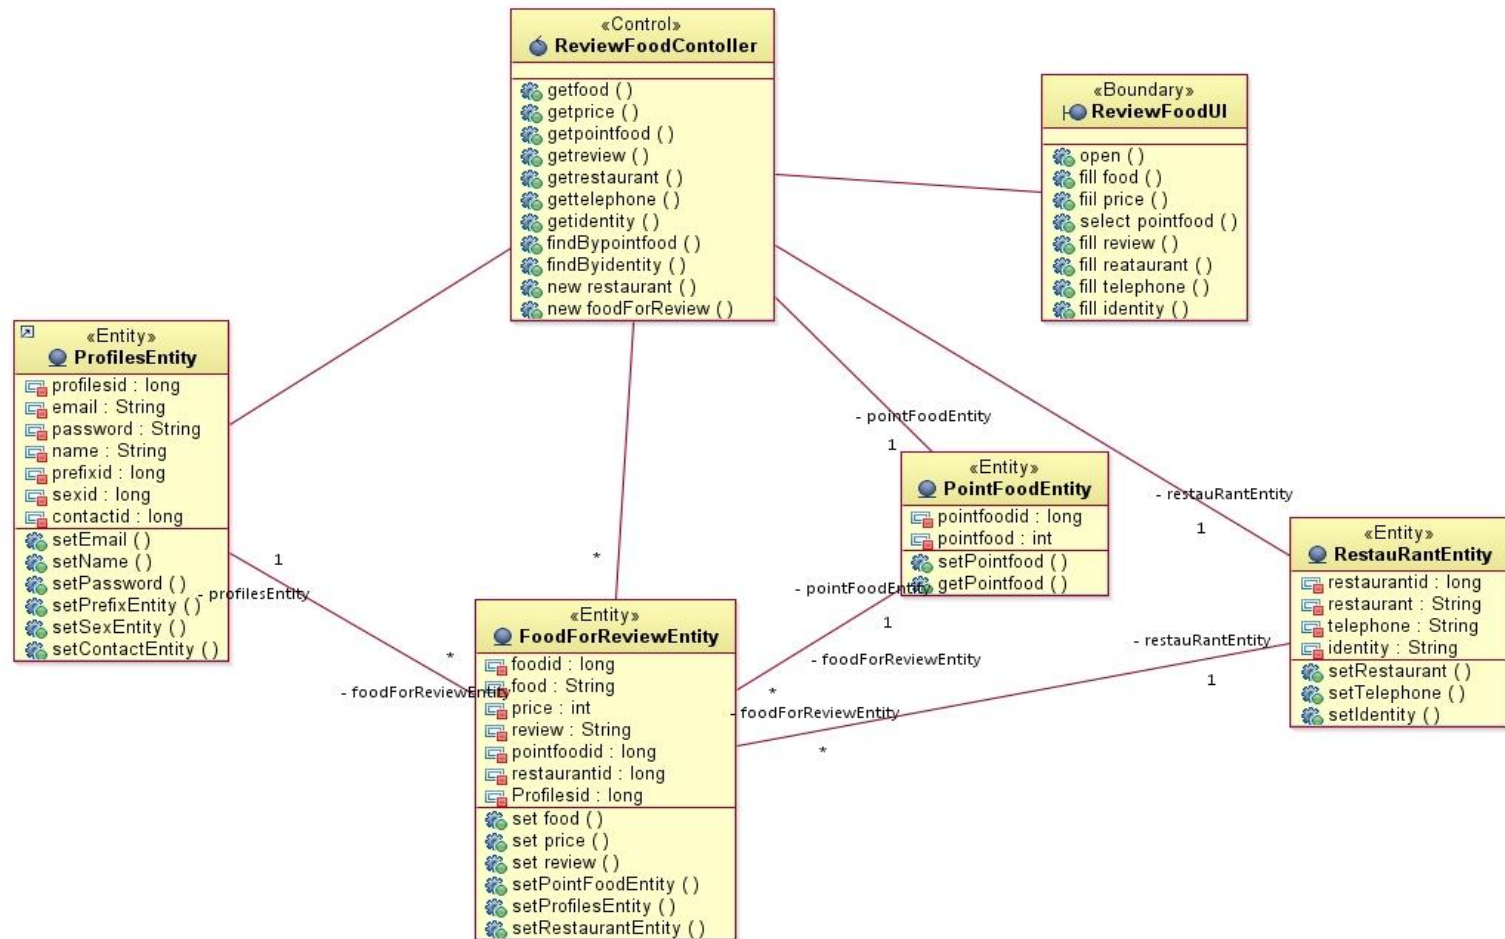 «Control»
ReviewFoodContoller
getfood ( )
getprice ( )
getpointfood ( )
getreview ( )
getrestaurant ( )
gettelephone ( )
getidentity ( )
findBypointfood ( )
findByidentity ( )
new restaurant ( )
new foodForReview ( )
«Boundary»
ReviewFoodUI
open ( )
fill food ( )
fiil price ( )
select pointfood ( )
fill review ( )
fill reataurant ( )
fill telephone ( )
fill identity ( )
«Entity»
ProfilesEntity
profilesid : long
email : String
password : String
name : String
prefixid : long
sexid : long
contactid : long
setEmail ( )
setName ( )
setPassword ( )
setPrefixEntity ( )
setSexEntity ( )
setContactEntity ( )
1
- profilesEntity
*
- foodForReviewEntity
*
«Entity»
FoodForReviewEntity
foodid : long
food : String
price : int
review : String
pointfoodid : long
restaurantid : long
Profilesid : long
set food ( )
set price ( )
set review ( )
setPointFoodEntity ( )
setProfilesEntity ( )
setRestaurantEntity ( )
- pointFoodEntity
1
«Entity»
PointFoodEntity
pointfoodid : long
pointfood : int
setPointfood ( )
getPointfood ( )
- pointFoodEntity
1
- foodForReviewEntity
*
- foodForReviewEntity
*
- restauRantEntity
1
- restauRantEntity
1
«Entity»
RestauRantEntity
restaurantid : long
restaurant : String
telephone : String
identity : String
setRestaurant ( )
setTelephone ( )
setIdentity ( )